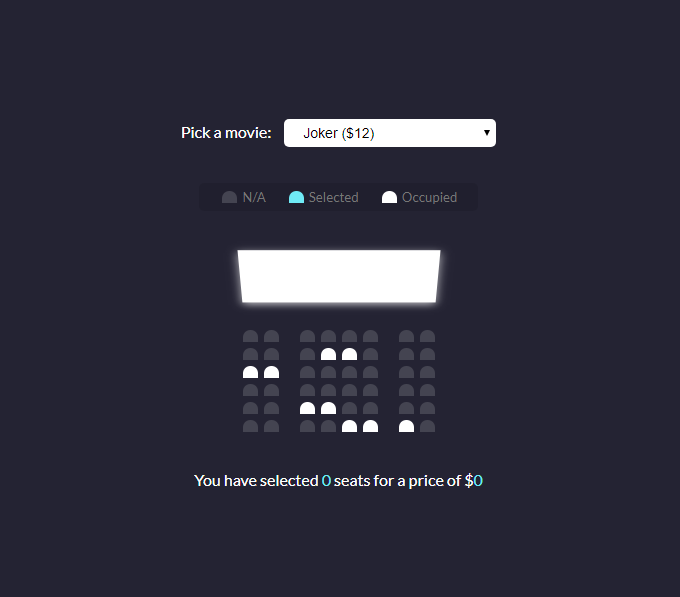 Pick a movie: Joker ($12)
N/A Selected Occupied
You have selected 0 seats for a price of $0